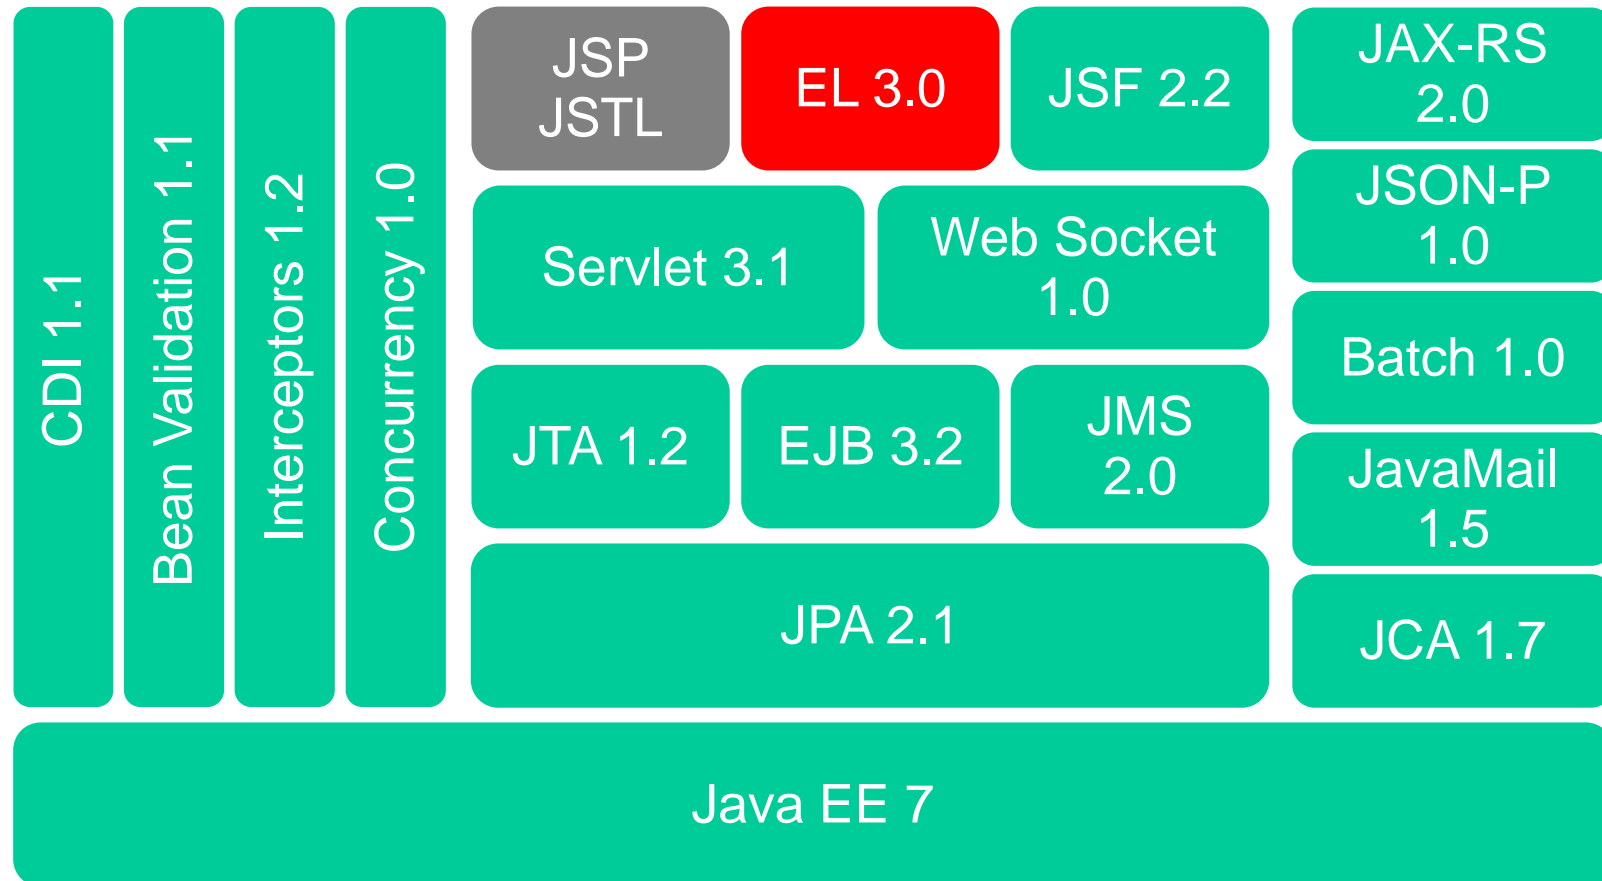 CDI 1.1
Bean Validation 1.1
Interceptors 1.2
Concurrency 1.0
JSP
JSTL
EL 3.0
JSF 2.2
Servlet 3.1
Web Socket
1.0
JTA 1.2
EJB 3.2
JMS
2.0
JPA 2.1
JAX-RS
2.0
JSON-P
1.0
Batch 1.0
JavaMail
1.5
JCA 1.7
Java EE 7